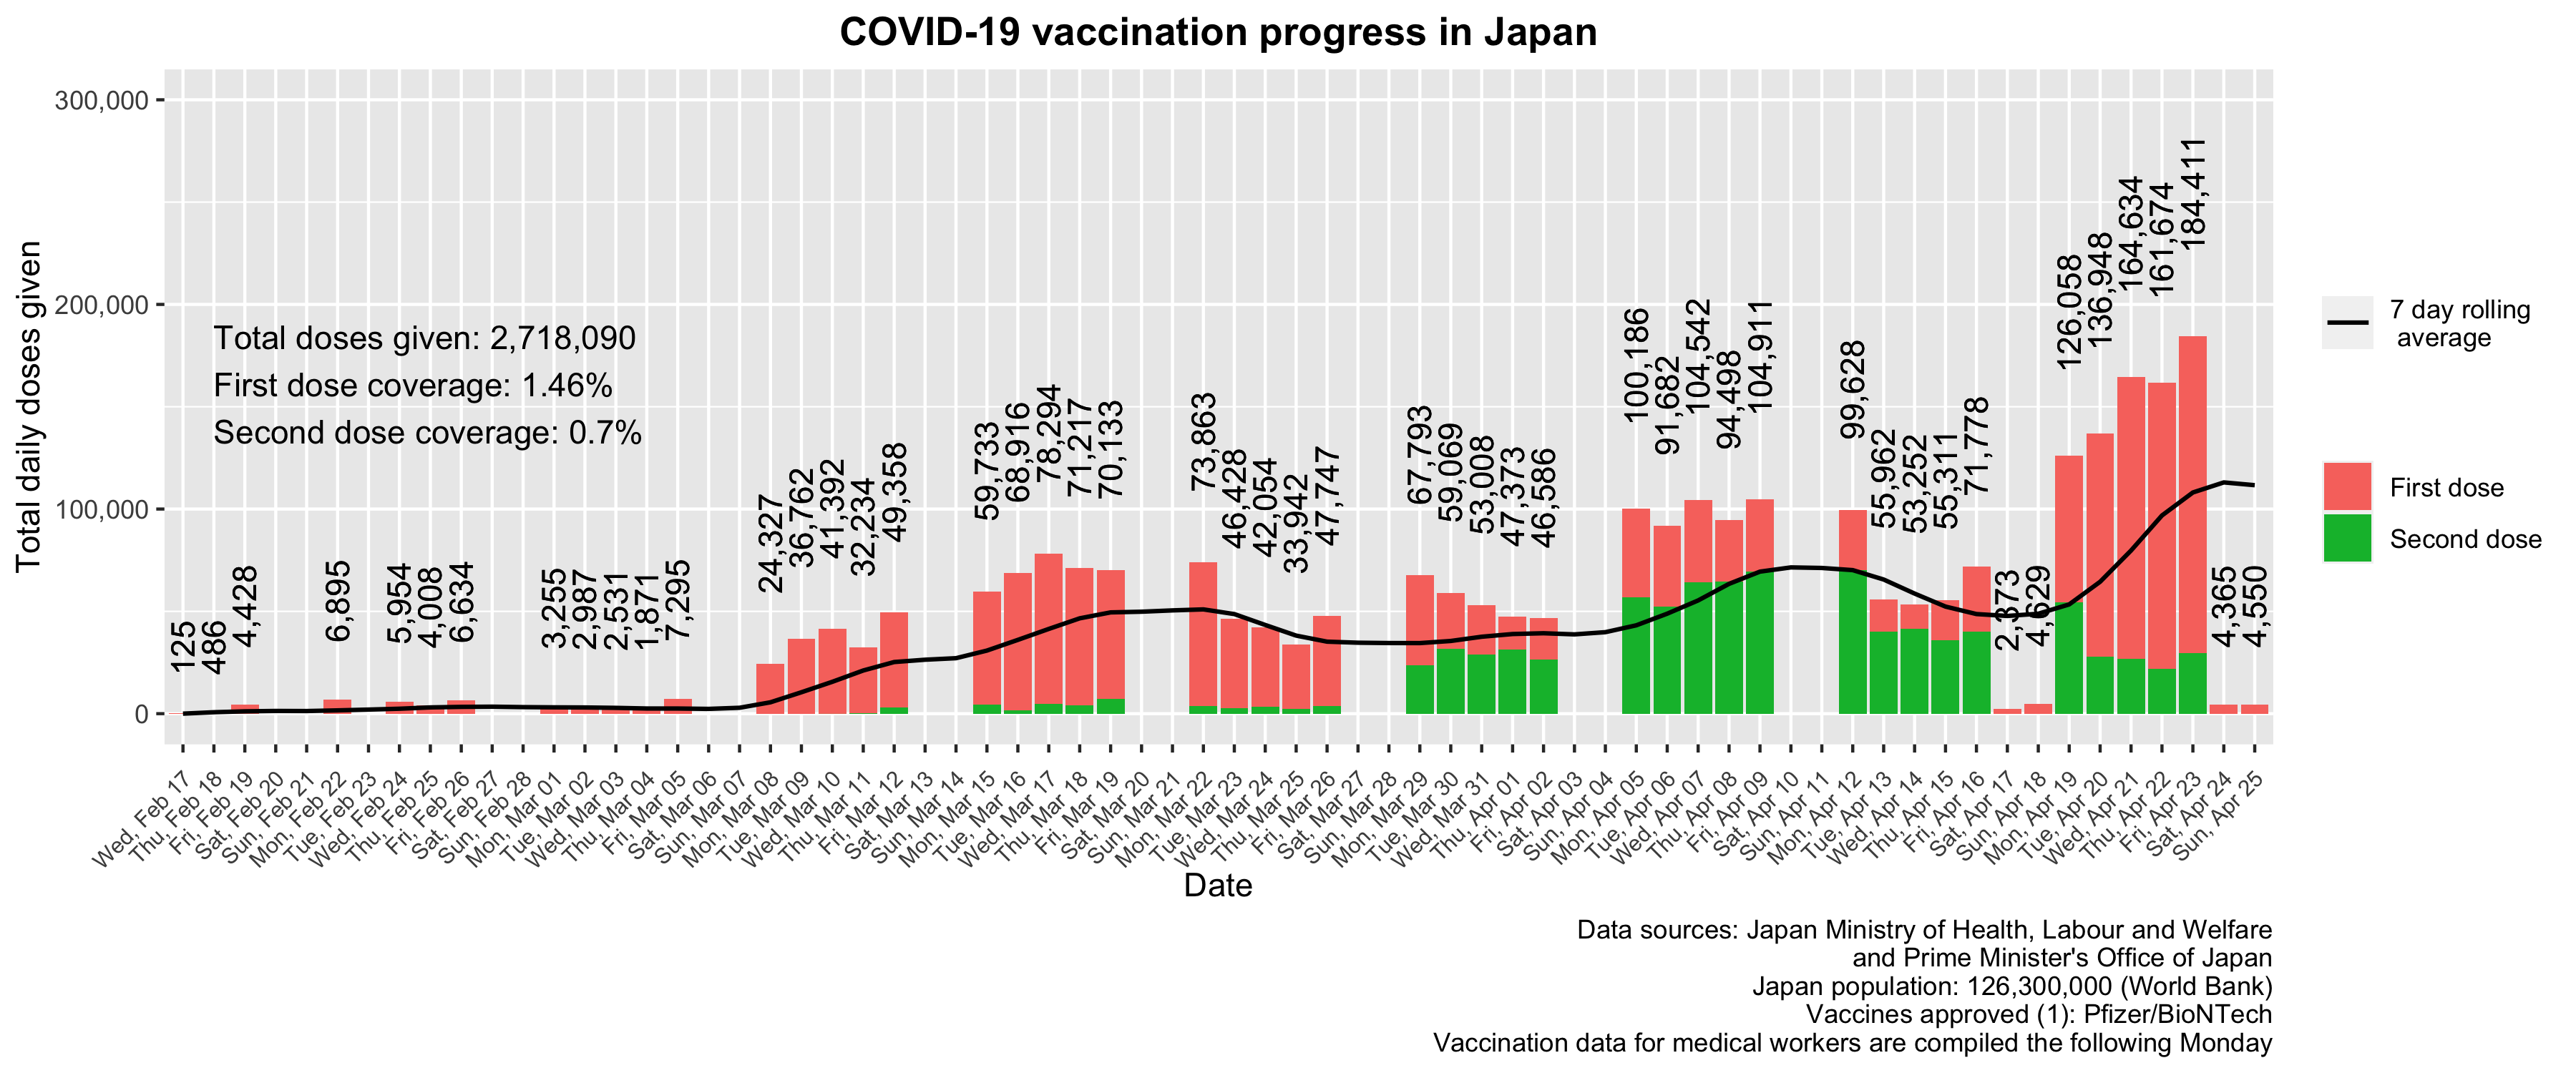 COVID-19 vaccination progress in Japan
Total daily doses given
300,000
200,000
100,000
0
Total doses given: 2,718,090
First dose coverage: 1.46%
Second dose coverage: 0.7%
125
486
4,428
6,895
5,954
4,008
6,634
3,255
2,987
2,531
1,871
7,295
24,327
36,762
41,392
32,234
49,358
59,733
68,916
78,294
71,217
70,133
73,863
46,428
42,054
33,942
47,747
67,793
59,069
53,008
47,373
46,586
100,186
91,682
104,542
94,498
104,911
99,628
55,962
53,252
55,311
71,778
2,373
4,629
126,058
136,948
164,634
161,674
184,411
4,365
4,550
Wed, Feb 17
Thu, Feb 18
Fri, Feb 19
Sat, Feb 20
Sun, Feb 21
Mon, Feb 22
Tue, Feb 23
Wed, Feb 24
Thu, Feb 25
Fri, Feb 26
Sat, Feb 27
Sun, Feb 28
Mon, Mar 01
Tue, Mar 02
Wed, Mar 03
Thu, Mar 04
Fri, Mar 05
Sat, Mar 06
Sun, Mar 07
Mon, Mar 08
Tue, Mar 09
Wed, Mar 10
Thu, Mar 11
Fri, Mar 12
Sat, Mar 13
Sun, Mar 14
Mon, Mar 15
Tue, Mar 16
Wed, Mar 17
Thu, Mar 18
Fri, Mar 19
Sat, Mar 20
Sun, Mar 21
Mon, Mar 22
Tue, Mar 23
Wed, Mar 24
Thu, Mar 25
Fri, Mar 26
Sat, Mar 27
Sun, Mar 28
Mon, Mar 29
Tue, Mar 30
Wed, Mar 31
Thu, Apr 01
Fri, Apr 02
Sat, Apr 03
Sun, Apr 04
Mon, Apr 05
Tue, Apr 06
Wed, Apr 07
Thu, Apr 08
Fri, Apr 09
Sat, Apr 10
Sun, Apr 11
Mon, Apr 12
Tue, Apr 13
Wed, Apr 14
Thu, Apr 15
Fri, Apr 16
Sat, Apr 17
Sun, Apr 18
Mon, Apr 19
Tue, Apr 20
Wed, Apr 21
Thu, Apr 22
Fri, Apr 23
Sat, Apr 24
Sun, Apr 25
Date
7 day rolling
average
First dose
Second dose
Data sources: Japan Ministry of Health, Labour and Welfare
and Prime Minister's Office of Japan
Japan population: 126,300,000 (World Bank)
Vaccines approved (1): Pfizer/BioNTech
Vaccination data for medical workers are compiled the following Monday